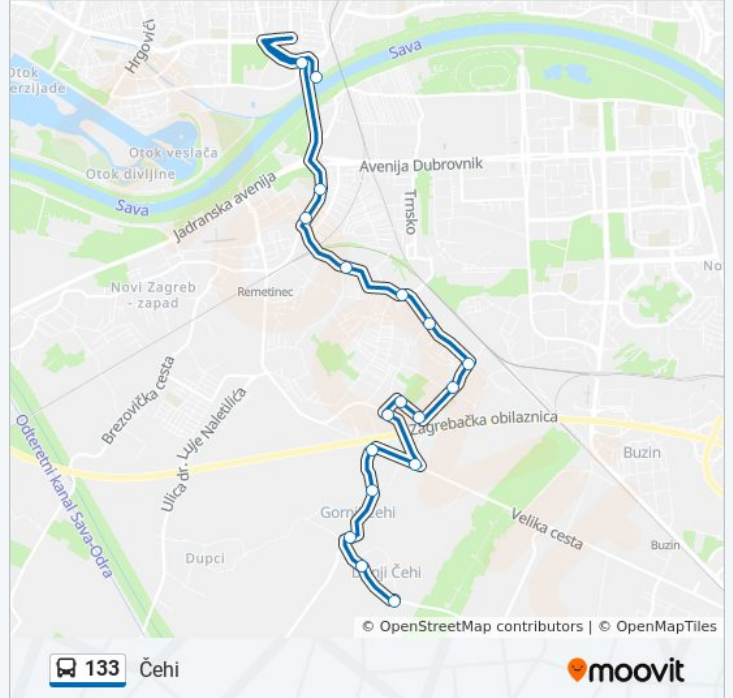 Hrgovići
Sava
Otok
Otok veslača
Otok divljine
Avenija Dubrovnik
Jadranska avenija
Trnsko
Sava
Novi Zagreb
- zapad
Remetinec
No
Brezovička cesta
Ulica dr. Luje Naletilića
Zagrebačka obilaznica
Odteretni kanal Sava-Odra
Buzin
Gornji Čehi
Velika cesta
Buzin
Dupci
Donji Čehi
© OpenStreetMap contributors | © OpenMapTiles
133 Čehi
moovit